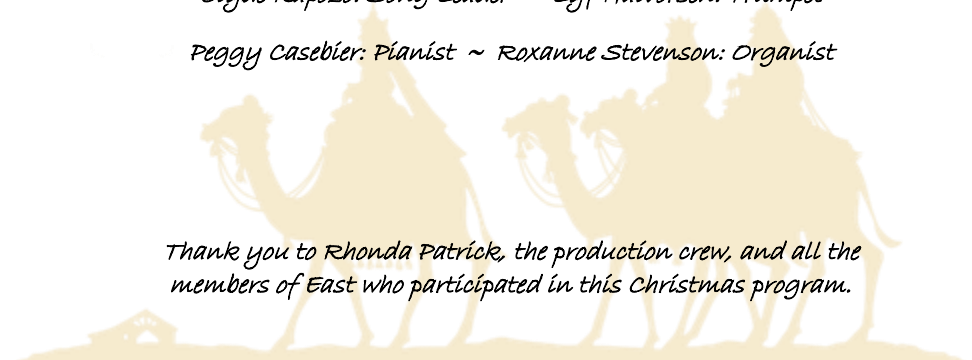 Peggy Casebier: Pianist ~ Roxanne Stevenson: Organist
Thank you to Rhonda Patrick, the production crew, and all the
members of East who participated in this Christmas program.